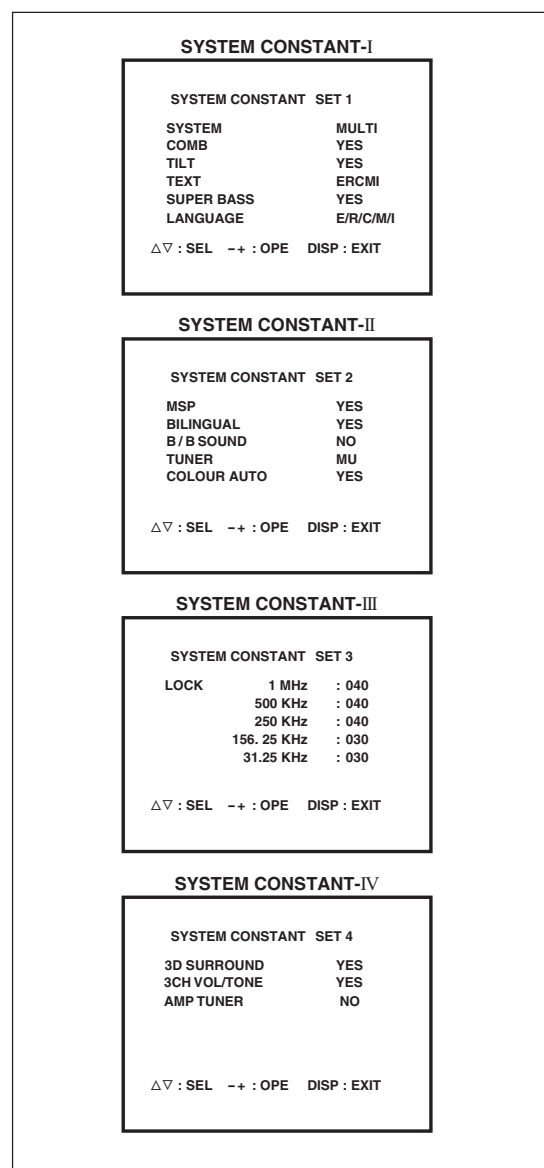 SYSTEM CONSTANT-I
SYSTEM CONSTANT SET 1
SYSTEM MULTI
COMB YES
TILT YES
TEXT ERCMI
SUPER BASS YES
LANGUAGE E/R/C/M/I
△▽ : SEL −+ : OPE DISP : EXIT
SYSTEM CONSTANT-II
SYSTEM CONSTANT SET 2
MSP YES
BILINGUAL YES
B / B SOUND NO
TUNER MU
COLOUR AUTO YES
△▽ : SEL −+ : OPE DISP : EXIT
SYSTEM CONSTANT-III
SYSTEM CONSTANT SET 3
LOCK 1 MHz : 040
500 KHz : 040
250 KHz : 040
156. 25 KHz : 030
31.25 KHz : 030
△▽ : SEL −+ : OPE DISP : EXIT
SYSTEM CONSTANT-IV
SYSTEM CONSTANT SET 4
3D SURROUND YES
3CH VOL/TONE YES
AMP TUNER NO
△▽ : SEL −+ : OPE DISP : EXIT